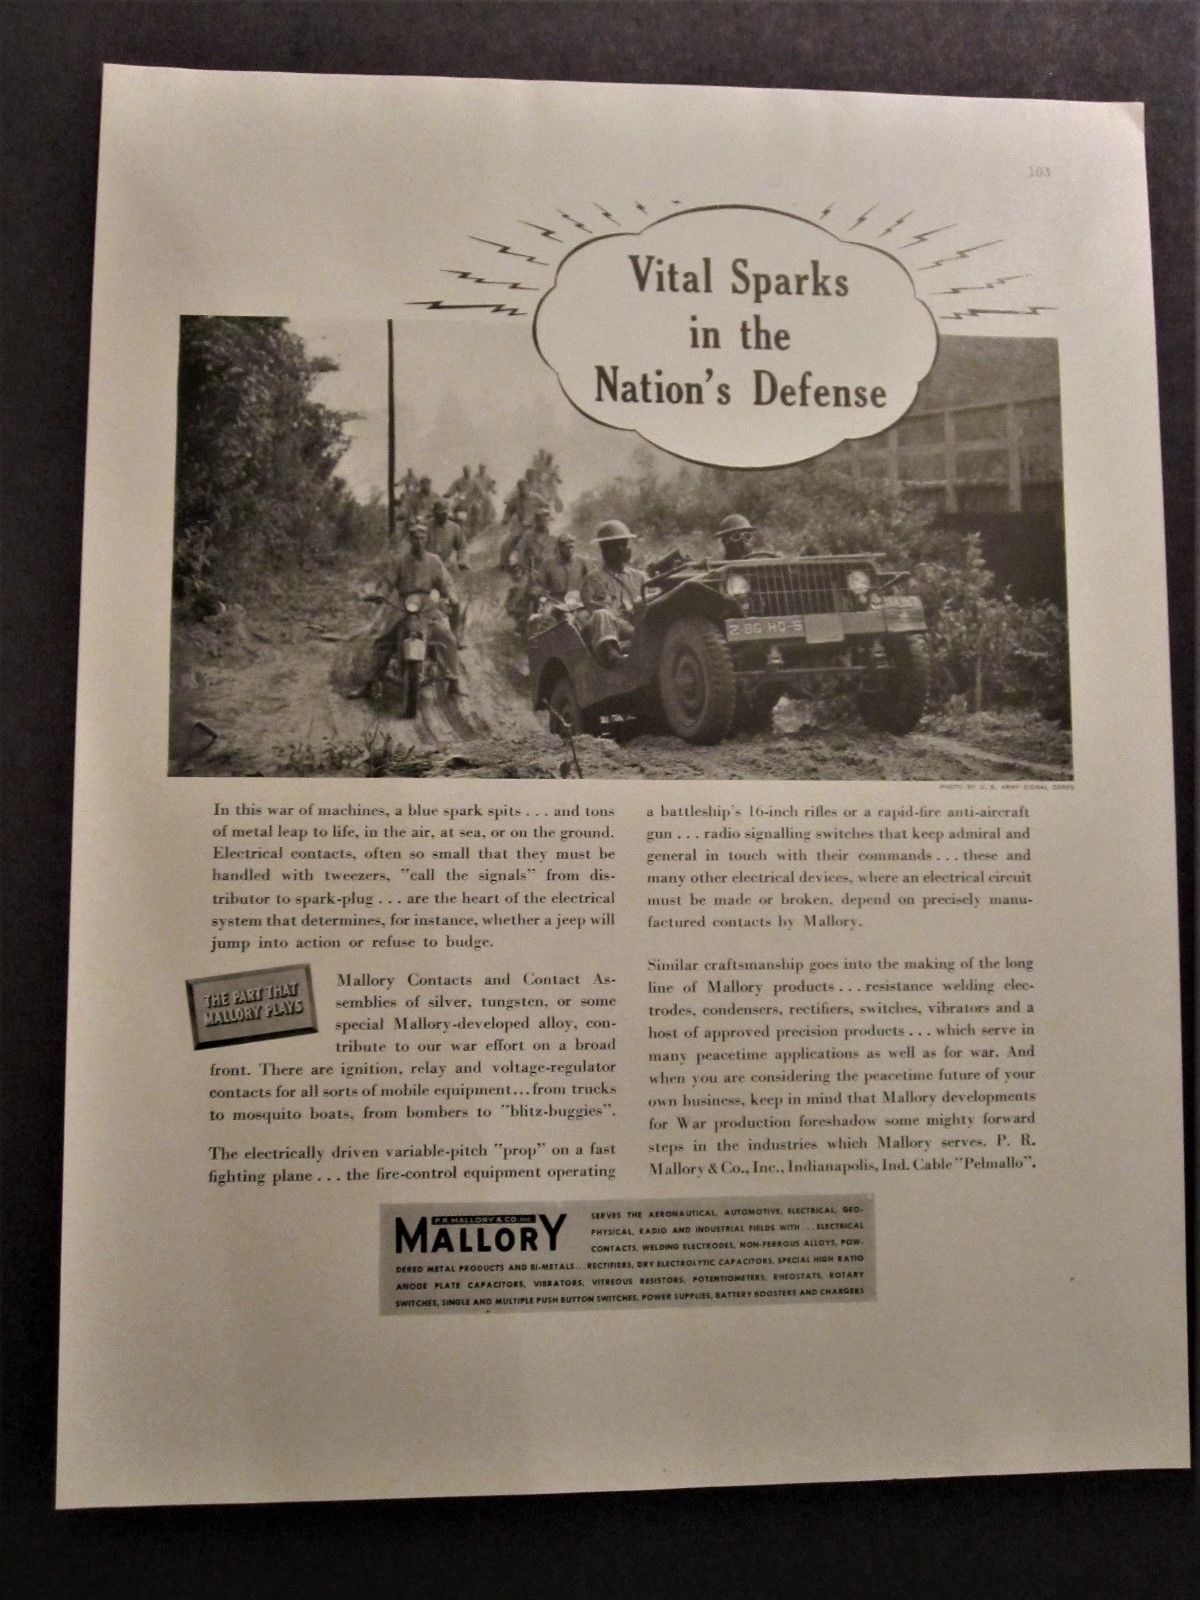 103
Vital Sparks
in the
Nation's Defense
2-BG HQ-S
PHOTO BY U. S. ARMY SIGNAL CORPS
In this war of machines, a blue spark spits . . . and tons
of metal leap to life, in the air, at sea, or on the ground.
Electrical contacts, often so small that they must be
handled with tweezers, "call the signals" from dis-
tributor to spark-plug . . . are the heart of the electrical
system that determines, for instance, whether a jeep will
jump into action or refuse to budge.
THE PART THAT
MALLORY PLAYS
Mallory Contacts and Contact As-
semblies of silver, tungsten, or some
special Mallory-developed alloy, con-
tribute to our war effort on a broad
front. There are ignition, relay and voltage-regulator
contacts for all sorts of mobile equipment...from trucks
to mosquito boats, from bombers to "blitz-buggies".
The electrically driven variable-pitch "prop" on a fast
fighting plane . . . the fire-control equipment operating
a battleship's 16-inch rifles or a rapid-fire anti-aircraft
gun . . . radio signalling switches that keep admiral and
general in touch with their commands . . . these and
many other electrical devices, where an electrical circuit
must be made or broken, depend on precisely manu-
factured contacts by Mallory.
Similar craftsmanship goes into the making of the long
line of Mallory products . . . resistance welding elec-
trodes, condensers, rectifiers, switches, vibrators and a
host of approved precision products . . . which serve in
many peacetime applications as well as for war. And
when you are considering the peacetime future of your
own business, keep in mind that Mallory developments
for War production foreshadow some mighty forward
steps in the industries which Mallory serves. P. R.
Mallory & Co., Inc., Indianapolis, Ind. Cable "Pelmallo".
P. R. MALLORY & CO. INC.
MALLORY
SERVES THE AERONAUTICAL, AUTOMOTIVE, ELECTRICAL, GEO-
PHYSICAL, RADIO AND INDUSTRIAL FIELDS WITH . . . ELECTRICAL
CONTACTS, WELDING ELECTRODES, NON-FERROUS ALLOYS, POW-
DERED METAL PRODUCTS AND BI-METALS... RECTIFIERS, DRY ELECTROLYTIC CAPACITORS, SPECIAL HIGH RATIO
ANODE PLATE CAPACITORS, VIBRATORS, VITREOUS RESISTORS, POTENTIOMETERS, RHEOSTATS, ROTARY
SWITCHES, SINGLE AND MULTIPLE PUSH BUTTON SWITCHES, POWER SUPPLIES, BATTERY BOOSTERS AND CHARGERS